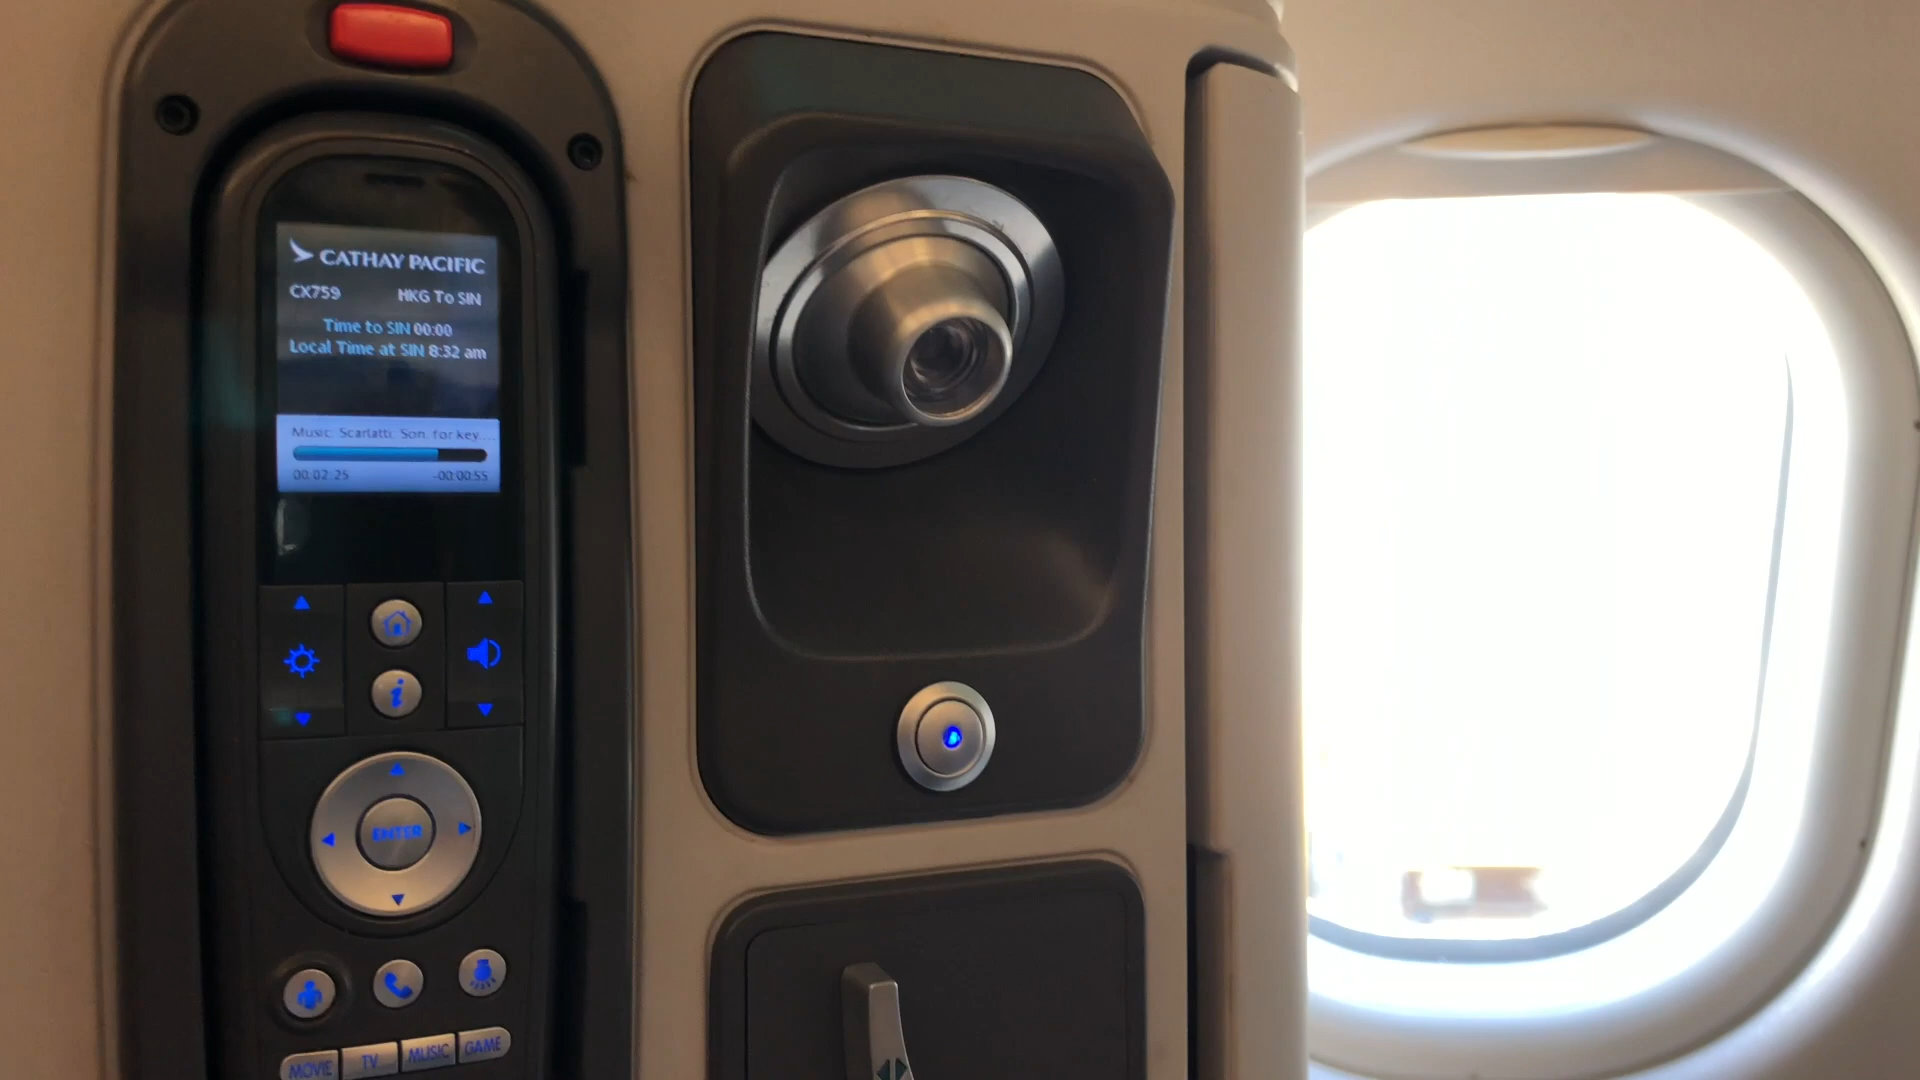 CATHAY PACIFIC
CX759 HKG To SIN
Time to SIN 00:00
Local Time at SIN 8:32 am
Music: Scarlatti. Son. for key....
00:02:25 -00:00:55
ENTER
MOVIE TV MUSIC GAME